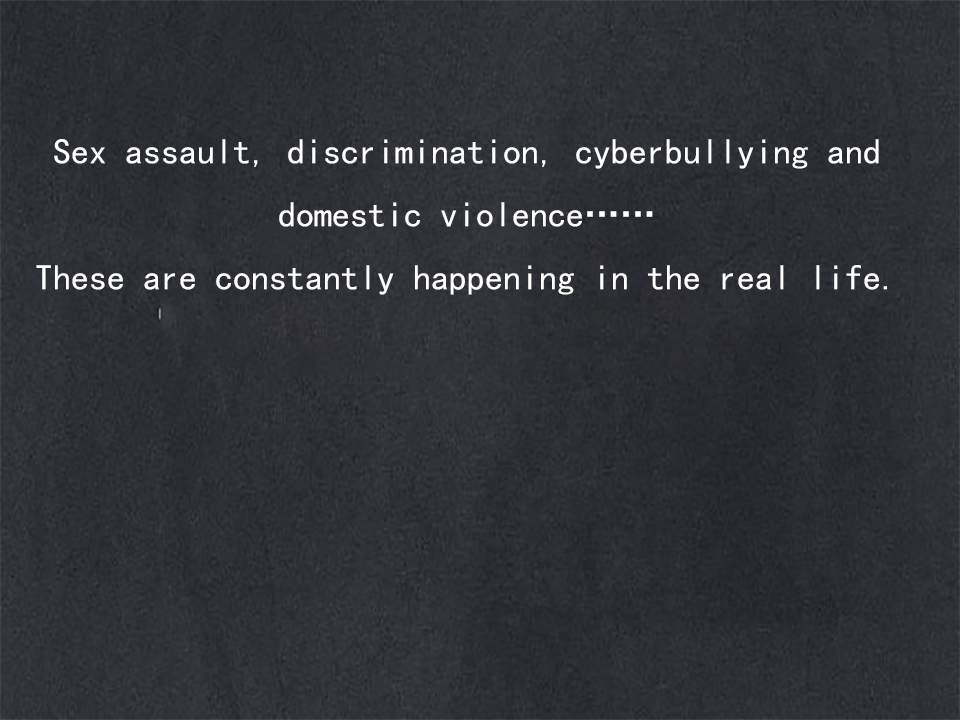 Sex assault, discrimination, cyberbullying and
domestic violence……
These are constantly happening in the real life.